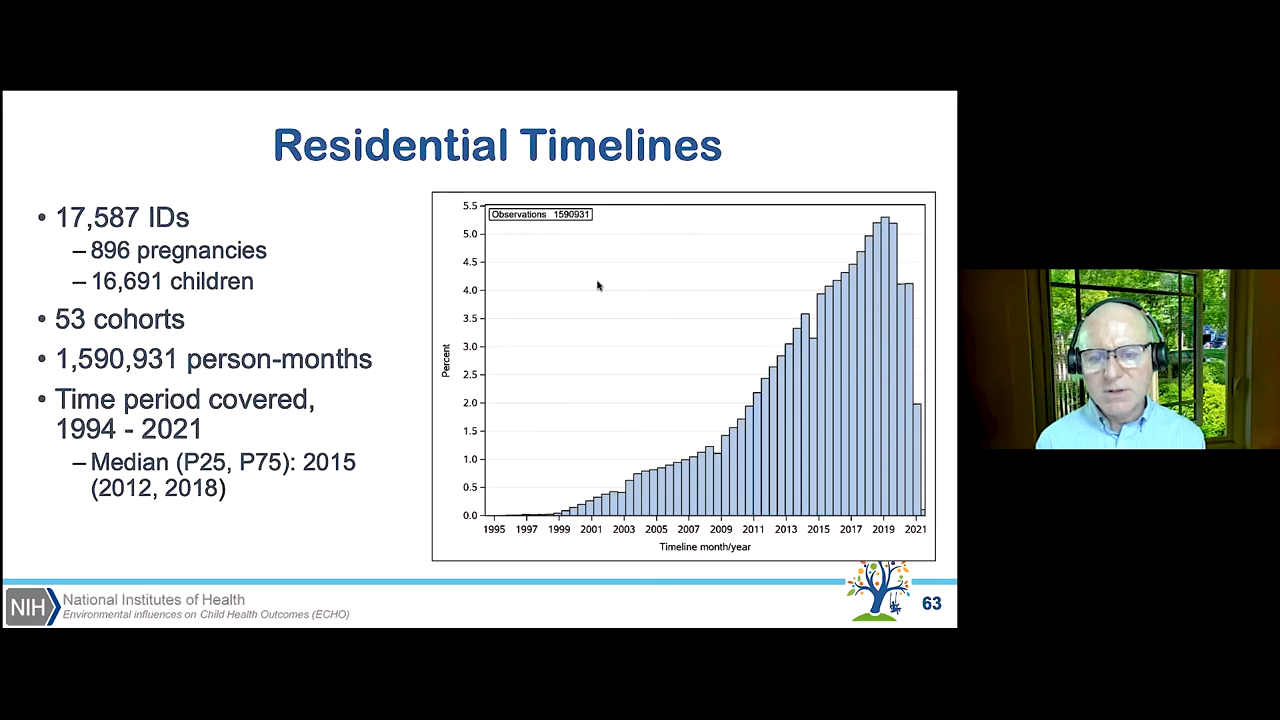 Residential Timelines
• 17,587 IDs
– 896 pregnancies
– 16,691 children
• 53 cohorts
• 1,590,931 person-months
• Time period covered,
1994 - 2021
– Median (P25, P75): 2015
(2012, 2018)
Observations 1590931
5.5
5.0
4.5
4.0
3.5
3.0
2.5
2.0
1.5
1.0
0.5
0.0
Percent
1995 1997 1999 2001 2003 2005 2007 2009 2011 2013 2015 2017 2019 2021
Timeline month/year
NIH
National Institutes of Health
Environmental influences on Child Health Outcomes (ECHO)
63